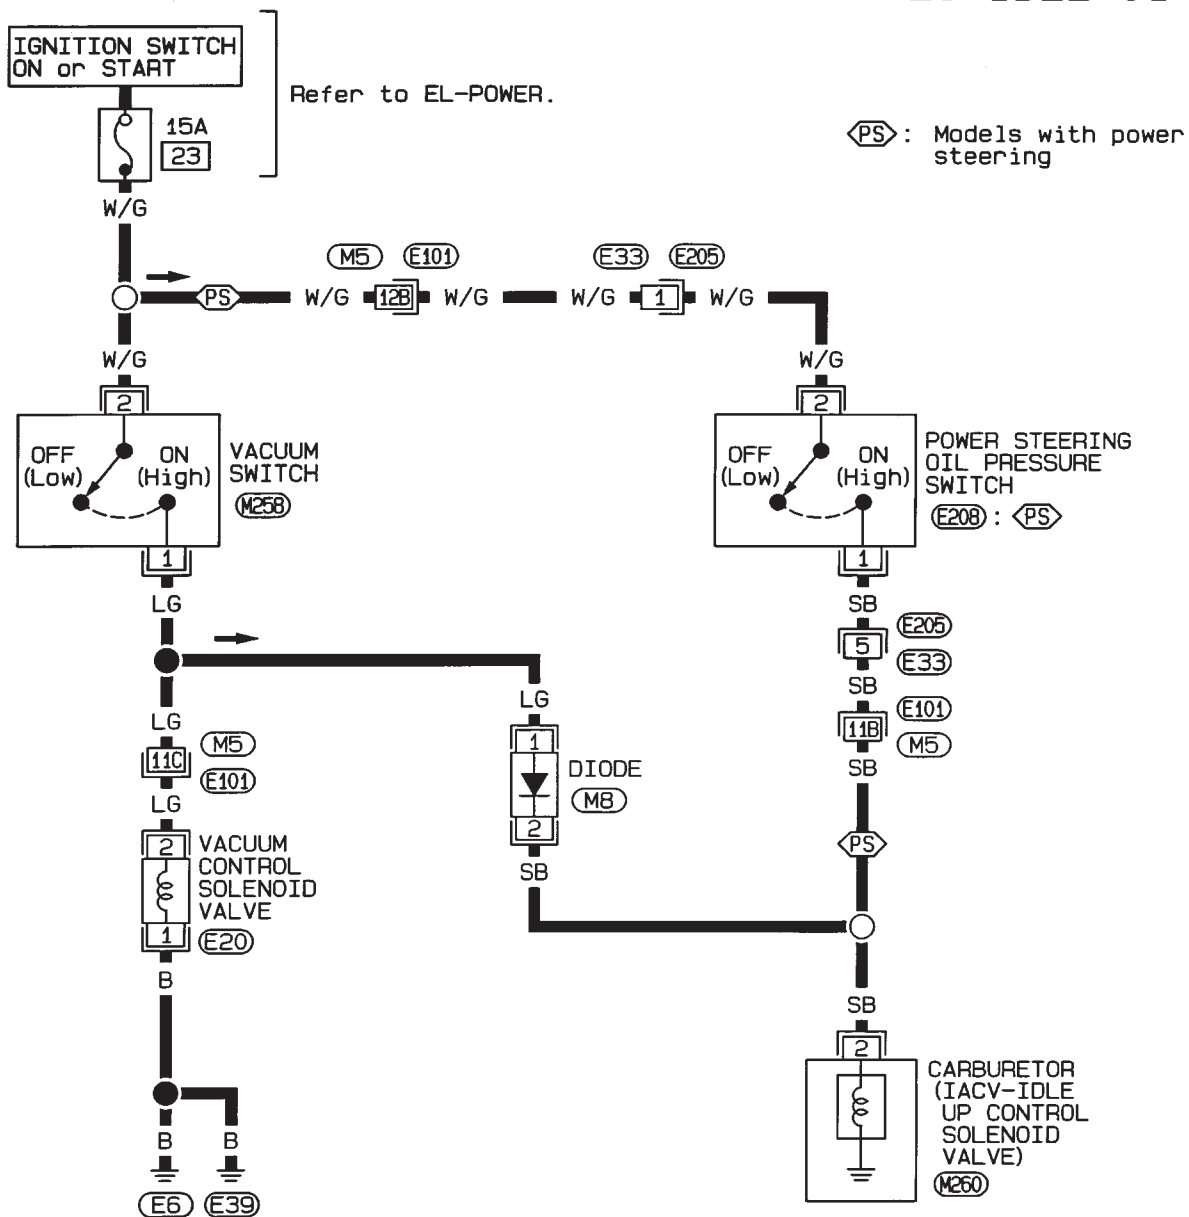 IGNITION SWITCH
ON or START
Refer to EL-POWER.
15A
23
PS : Models with power
steering
W/G
M5 E101 E33 E205
PS W/G 12B W/G W/G 1 W/G
W/G W/G
2 2
OFF
(Low)
ON
(High)
VACUUM
SWITCH
M258
OFF
(Low)
ON
(High)
POWER STEERING
OIL PRESSURE
SWITCH
E208 : PS
1 1
LG SB
5
E205
E33
SB
LG LG
11B
E101
M5
SB
11C
M5
E101
LG
1
DIODE
M8
2
SB
PS
2
VACUUM
CONTROL
SOLENOID
VALVE
1
E20
B
SB
2
CARBURETOR
(IACV-IDLE
UP CONTROL
SOLENOID
VALVE)
M260
B B
E6 E39